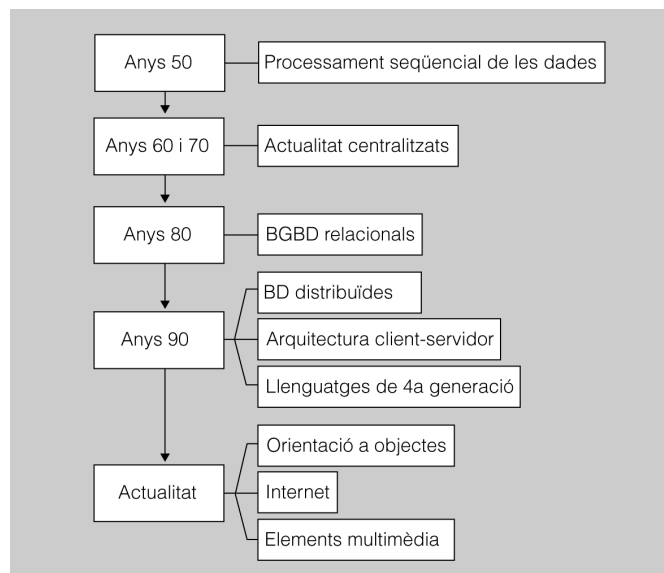 Anys 50
Processament seqüencial de les dades
Anys 60 i 70
Actualitat centralitzats
Anys 80
BGBD relacionals
BD distribuïdes
Anys 90
Arquitectura client-servidor
Llenguatges de 4a generació
Orientació a objectes
Actualitat
Internet
Elements multimèdia